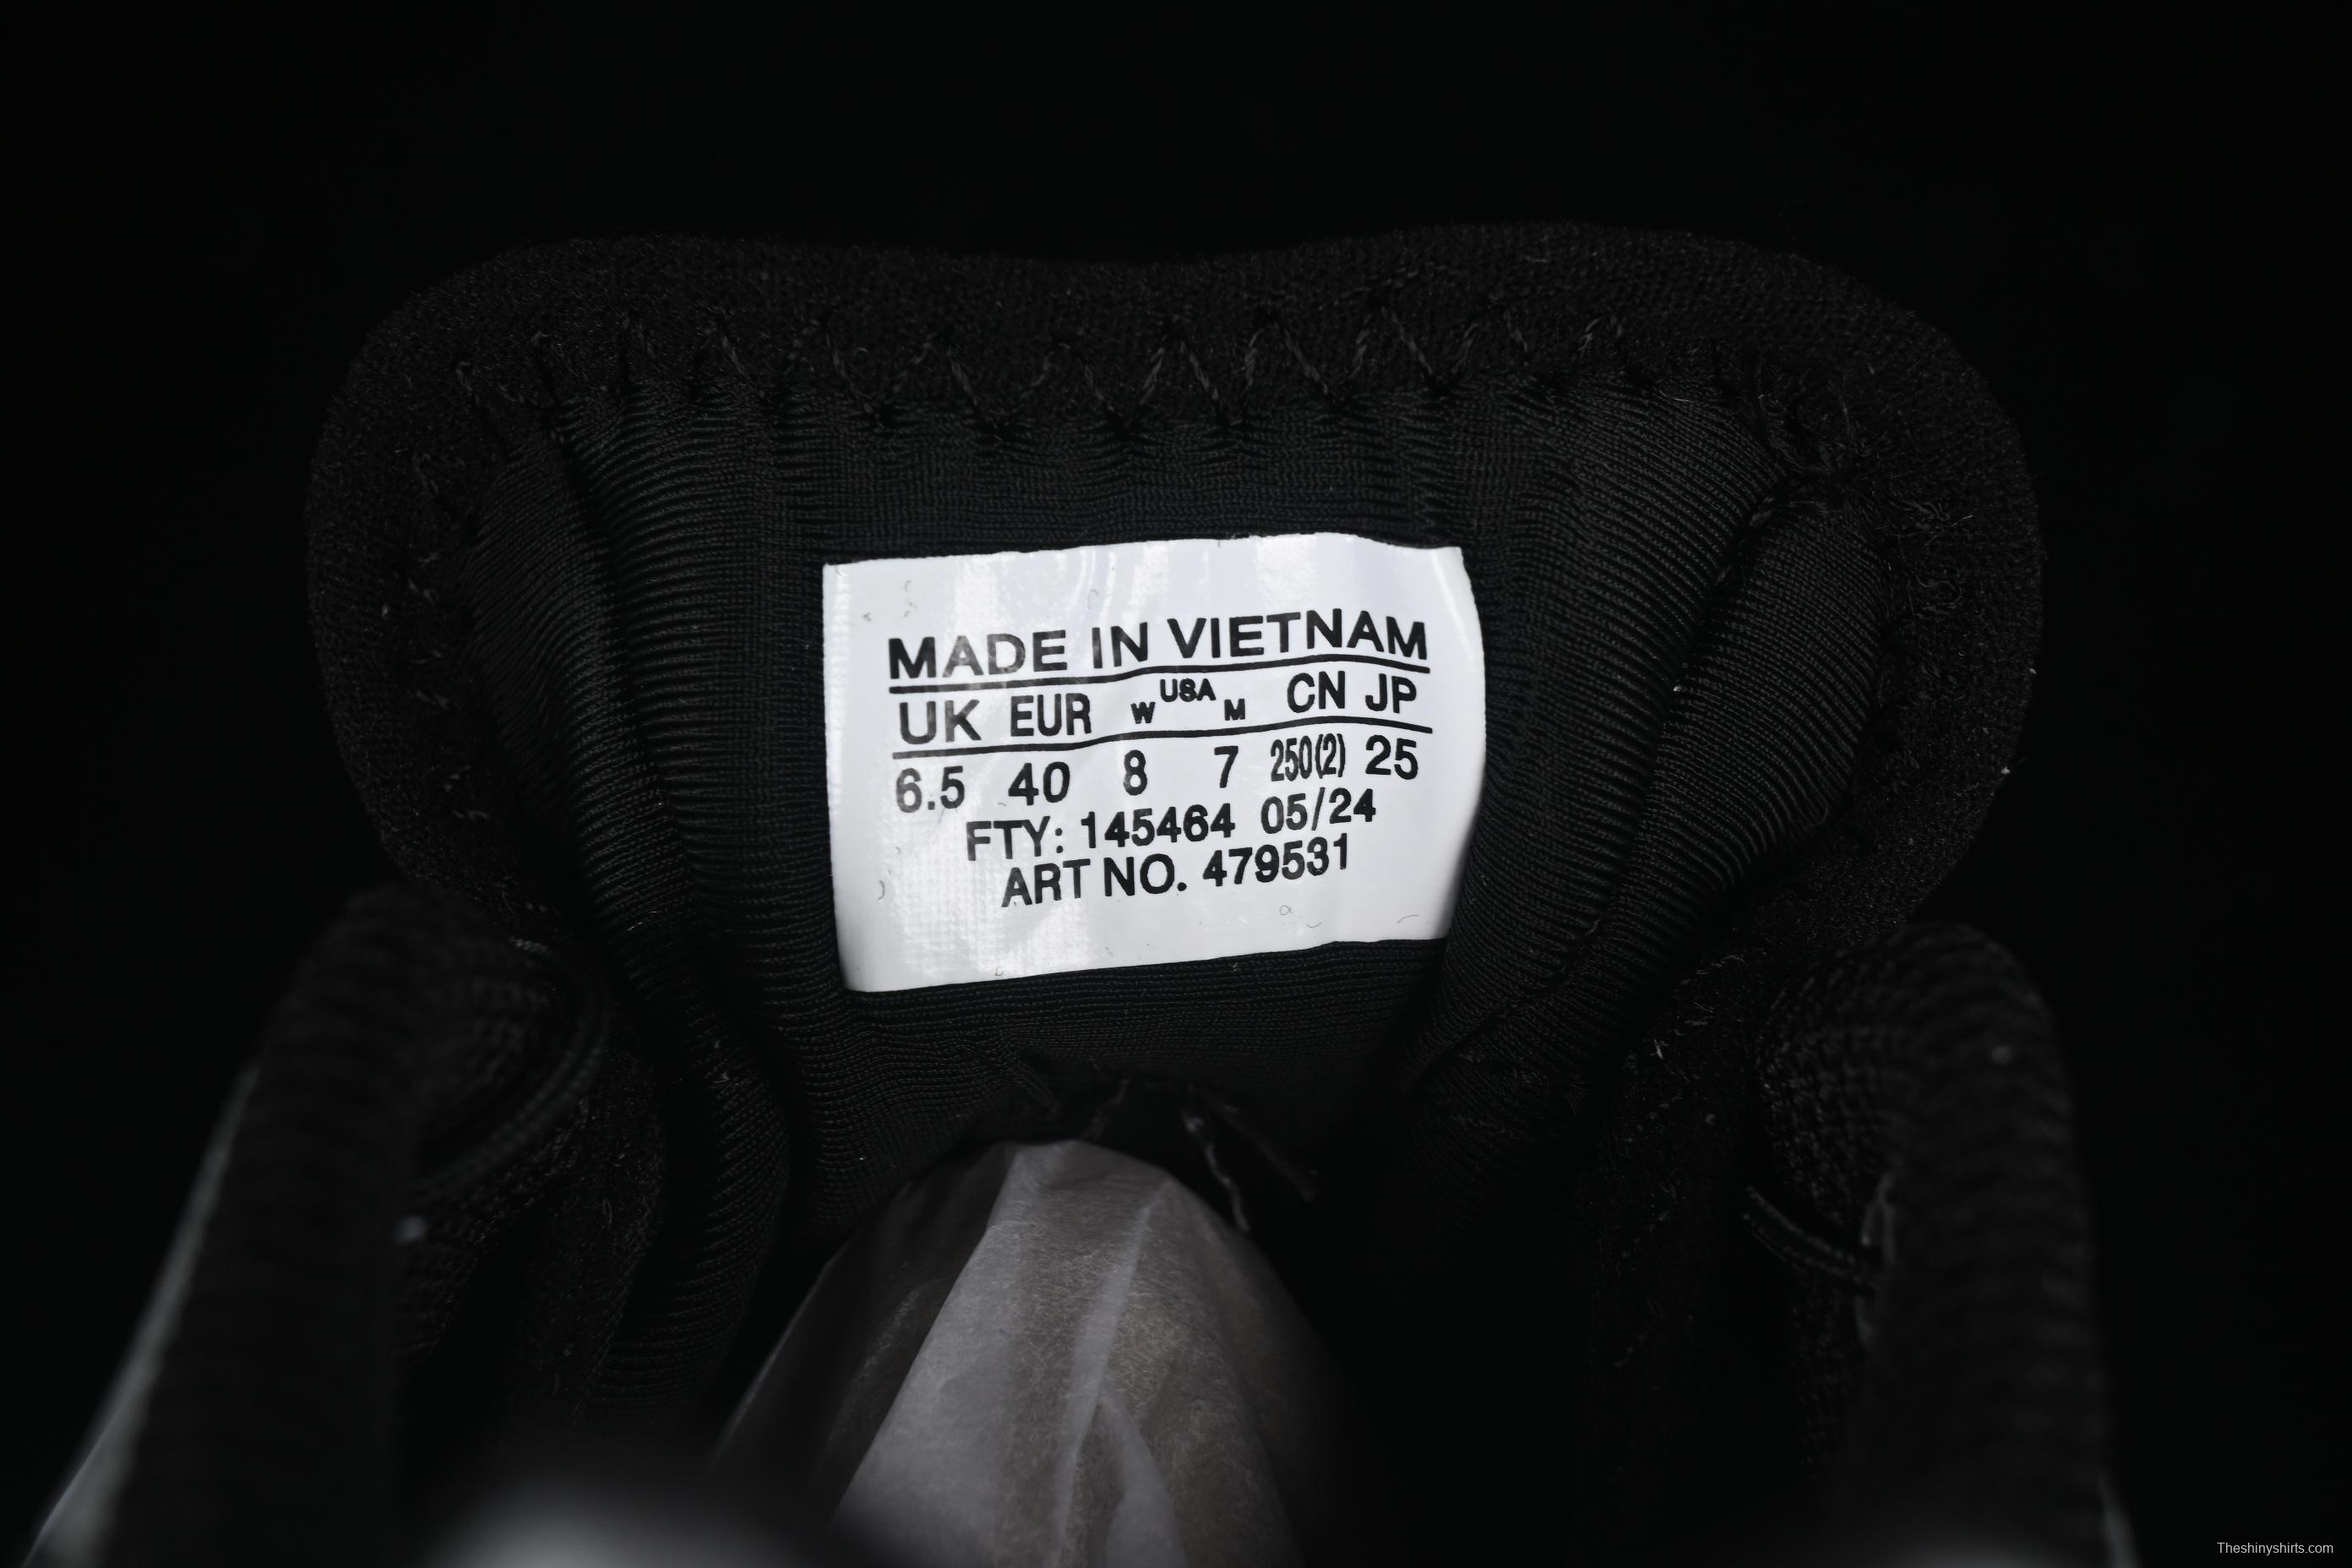 MADE IN VIETNAM
UK EUR W USA M CN JP
6.5 40 8 7 250(2) 25
FTY: 145464 05/24
ART NO. 479531
Theshinyshirts.com